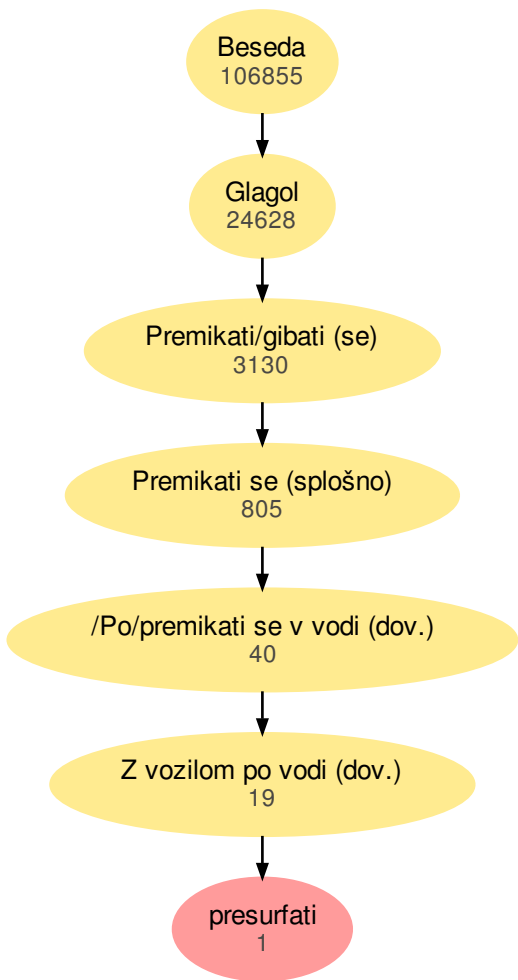 Beseda
106855
Glagol
24628
Premikati/gibati (se)
3130
Premikati se (splošno)
805
/Po/premikati se v vodi (dov.)
40
Z vozilom po vodi (dov.)
19
presurfati
1